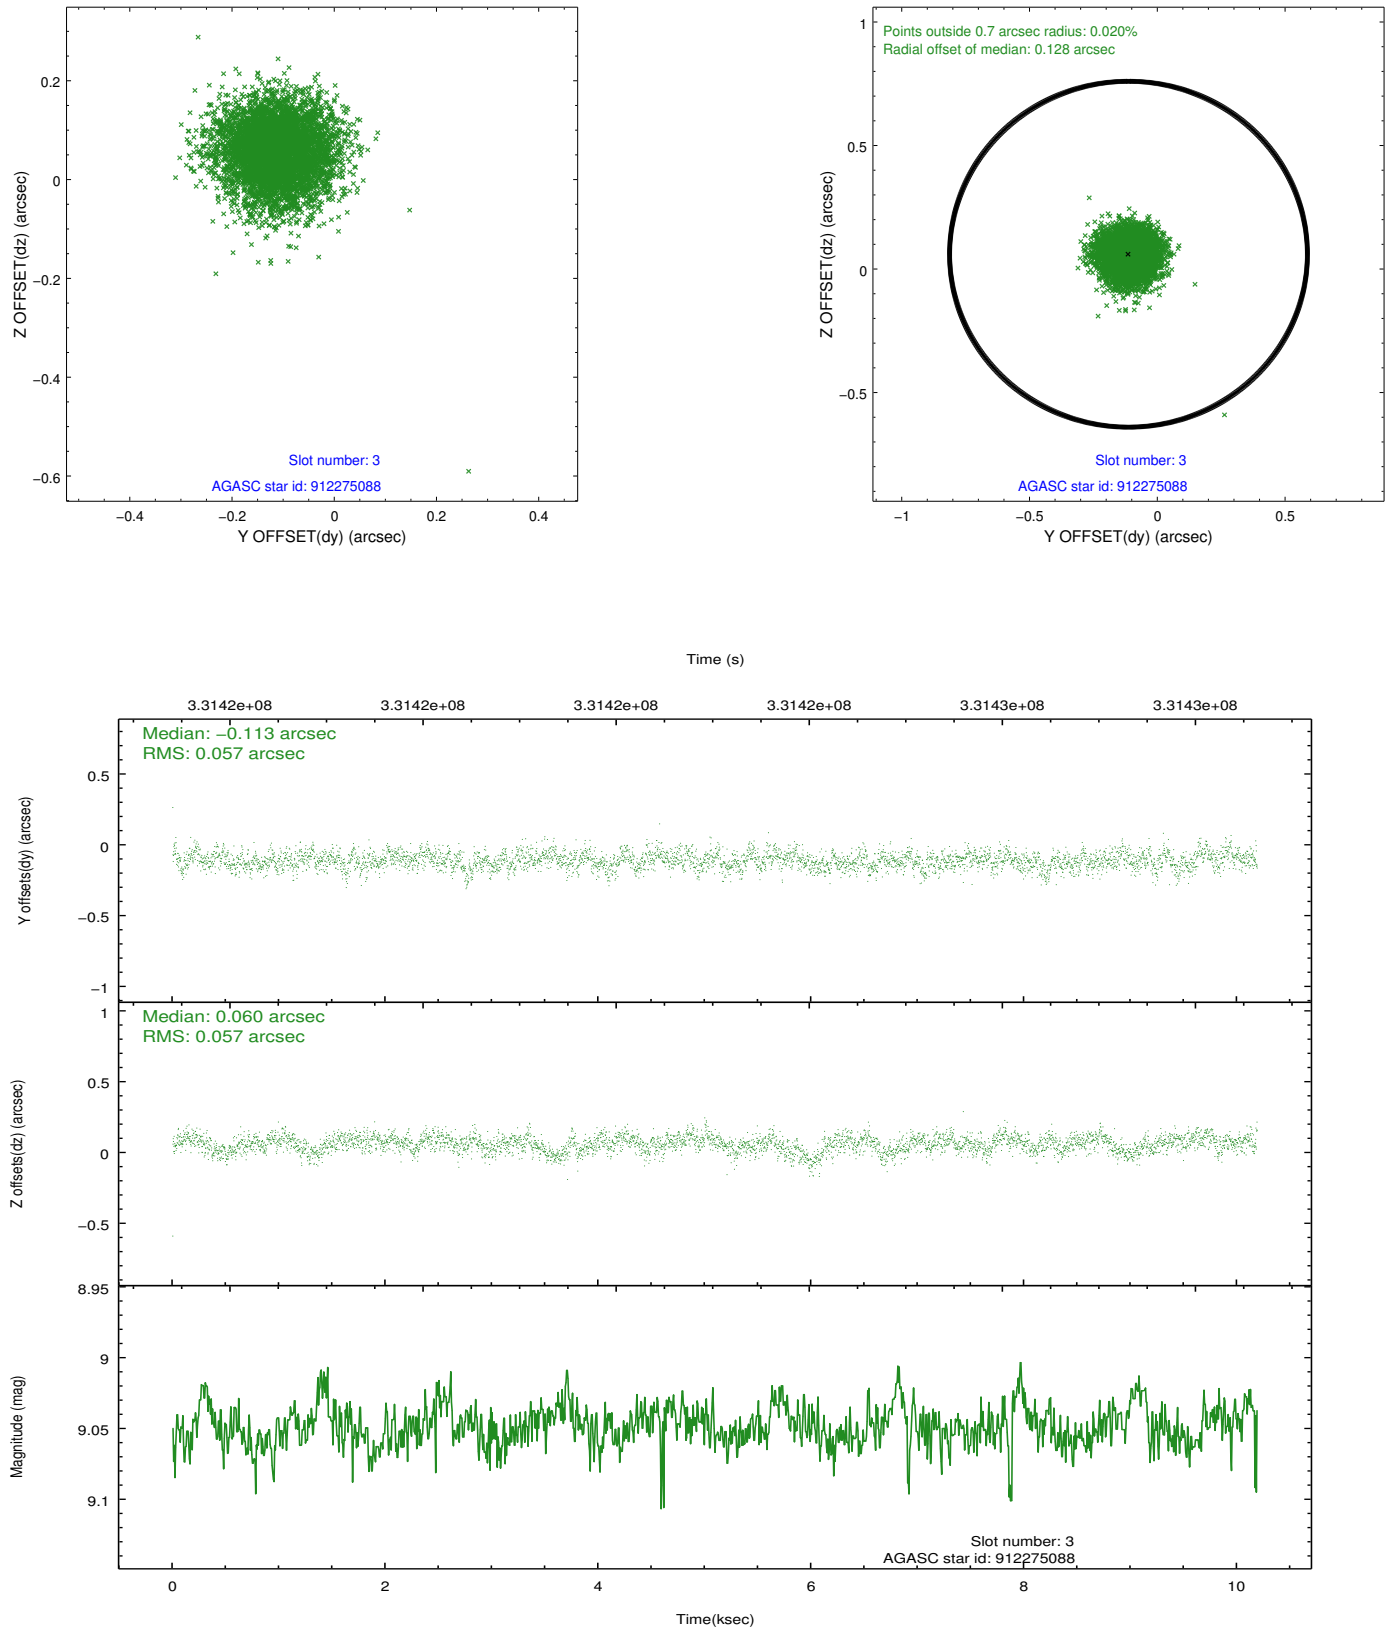 0.2
0
−0.2
−0.4
−0.6
Z OFFSET(dz) (arcsec)
Slot number: 3
AGASC star id: 912275088
−0.4
−0.2
0
0.2
0.4
Y OFFSET(dy) (arcsec)
Points outside 0.7 arcsec radius: 0.020%
Radial offset of median: 0.128 arcsec
1
0.5
0
−0.5
Z OFFSET(dz) (arcsec)
Slot number: 3
AGASC star id: 912275088
−1
−0.5
0
0.5
Y OFFSET(dy) (arcsec)
Time (s)
3.3142e+08
3.3142e+08
3.3142e+08
3.3142e+08
3.3143e+08
3.3143e+08
Median: −0.113 arcsec
RMS: 0.057 arcsec
0.5
0
−0.5
−1
Y offsets(dy) (arcsec)
Median: 0.060 arcsec
RMS: 0.057 arcsec
1
0.5
0
−0.5
Z offsets(dz) (arcsec)
8.95
9
9.05
9.1
Magnitude (mag)
Slot number: 3
AGASC star id: 912275088
0
2
4
6
8
10
Time(ksec)